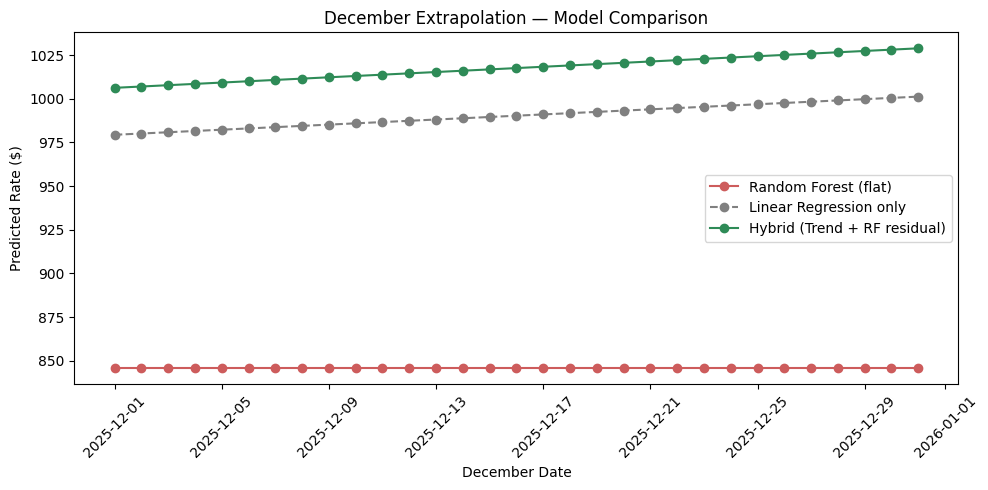 December Extrapolation — Model Comparison
Predicted Rate ($)
1025
1000
975
950
925
900
875
850
Random Forest (flat)
Linear Regression only
Hybrid (Trend + RF residual)
2025-12-01
2025-12-05
2025-12-09
2025-12-13
2025-12-17
2025-12-21
2025-12-25
2025-12-29
2026-01-01
December Date